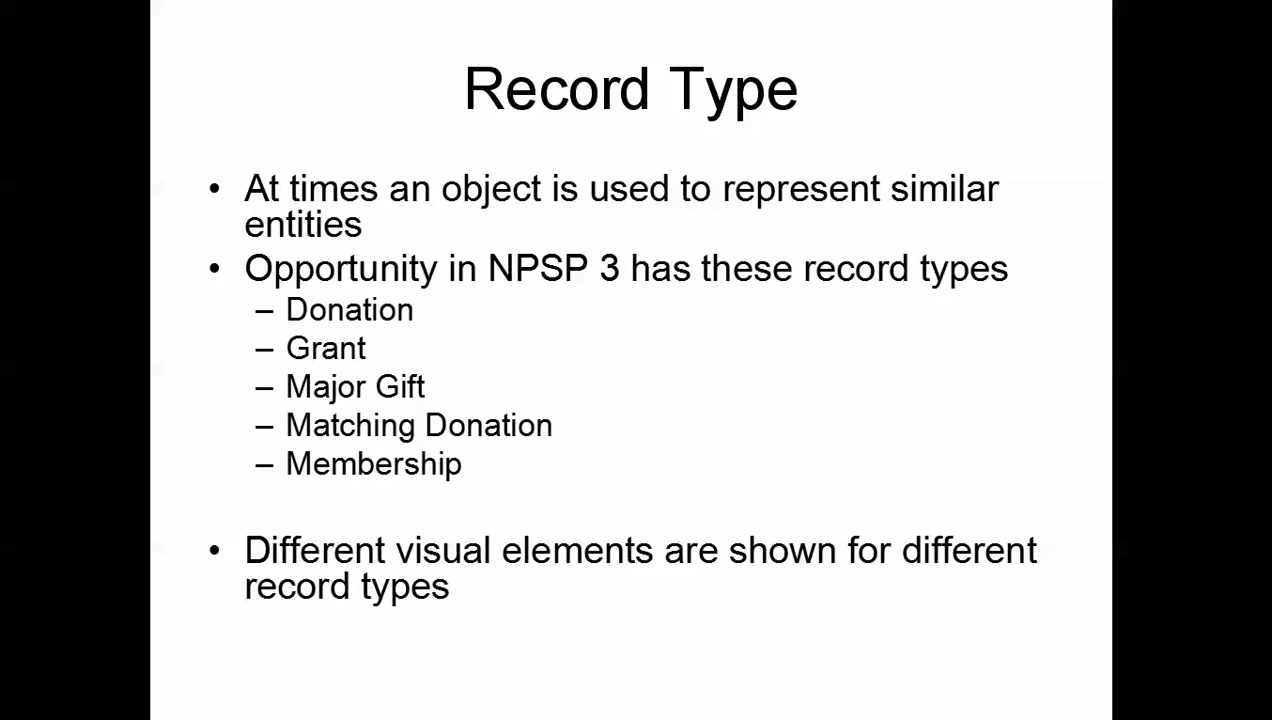 Record Type
• At times an object is used to represent similar
entities
• Opportunity in NPSP 3 has these record types
– Donation
– Grant
– Major Gift
– Matching Donation
– Membership
• Different visual elements are shown for different
record types